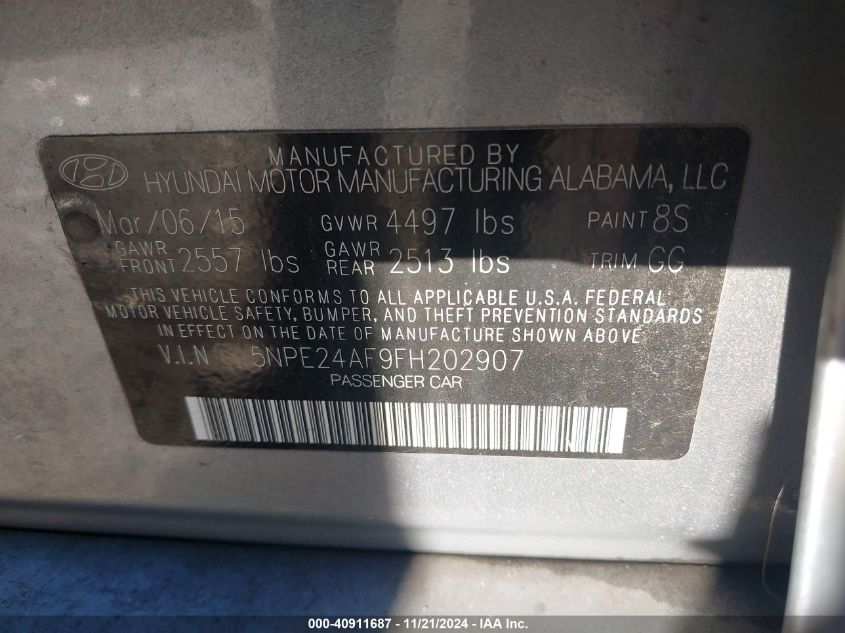 MANUFACTURED BY
HYUNDAI MOTOR MANUFACTURING ALABAMA, LLC
Mar/06/15 GVWR 4497 lbs PAINT 8S
GAWR FRONT 2557 lbs GAWR REAR 2513 lbs TRIM GG
THIS VEHICLE CONFORMS TO ALL APPLICABLE U.S.A. FEDERAL
MOTOR VEHICLE SAFETY, BUMPER, AND THEFT PREVENTION STANDARDS
IN EFFECT ON THE DATE OF MANUFACTURE SHOWN ABOVE
V.I.N 5NPE24AF9FH202907
PASSENGER CAR
000-40911687 - 11/21/2024 - IAA Inc.